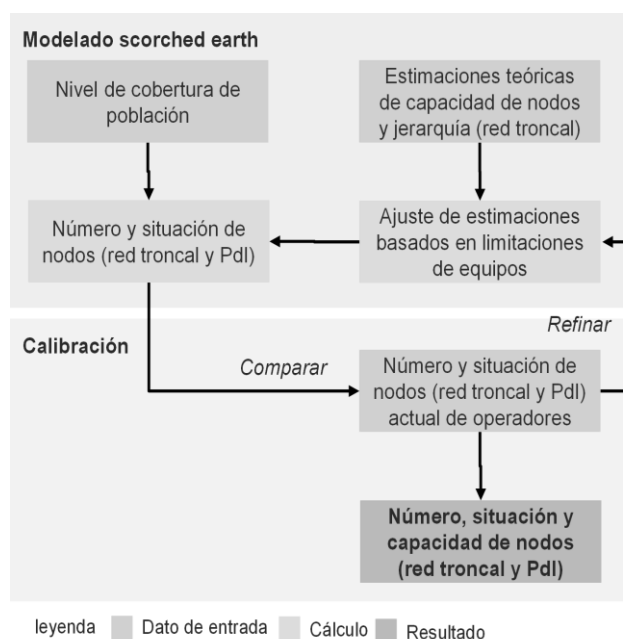 Modelado scorched earth
Nivel de cobertura de
población
Estimaciones teóricas
de capacidad de nodos
y jerarquía (red troncal)
Número y situación de
nodos (red troncal y PdI)
Ajuste de estimaciones
basados en limitaciones
de equipos
Refinar
Calibración
Comparar
Número y situación de
nodos (red troncal y PdI)
actual de operadores
Número, situación y
capacidad de nodos
(red troncal y PdI)
leyenda Dato de entrada Cálculo Resultado